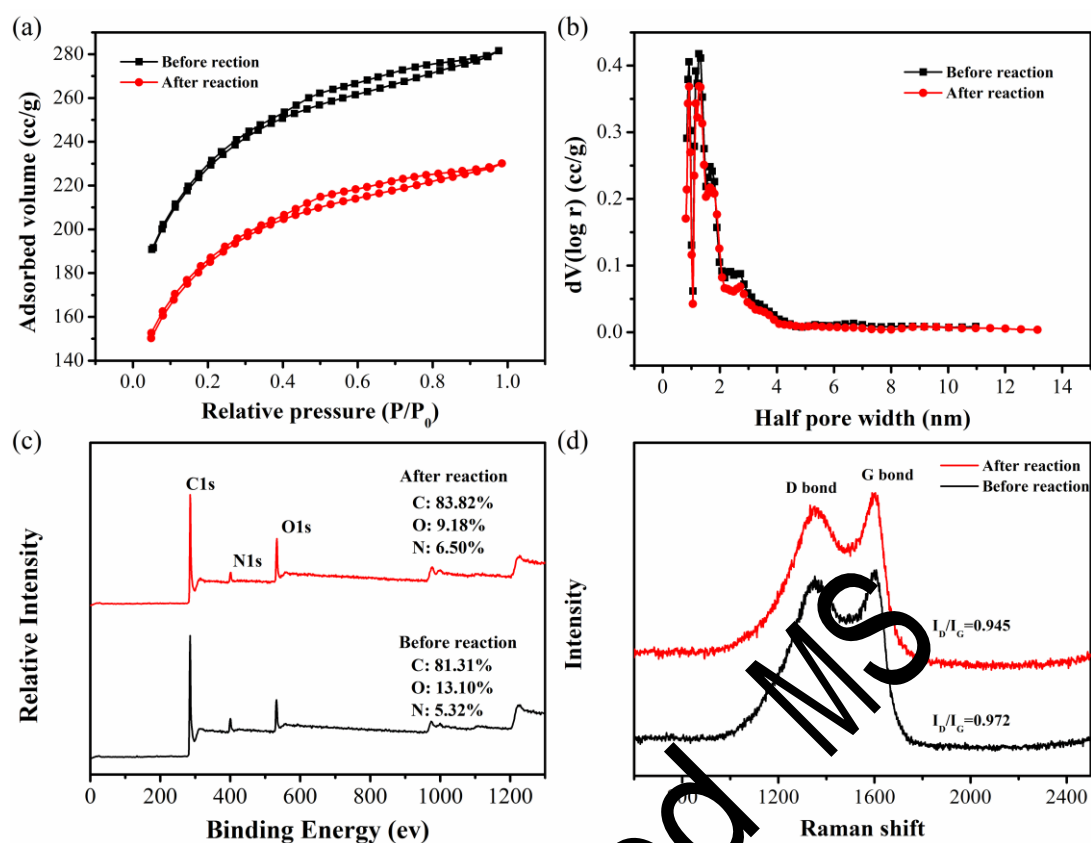 (a)
280
260
240
220
200
180
160
140
0.0 0.2 0.4 0.6 0.8 1.0
Adsorbed volume (cc/g)
Relative pressure (P/P₀)
Before rection
After reaction
(b)
0.4
0.3
0.2
0.1
0.0
0 2 4 6 8 10 12 14
dV(log r) (cc/g)
Half pore width (nm)
Before reaction
After reaction
(c)
C1s
N1s
O1s
After reaction
C: 83.82%
O: 9.18%
N: 6.50%
Before reaction
C: 81.31%
O: 13.10%
N: 5.32%
0 200 400 600 800 1000 1200
Relative Intensity
Binding Energy (ev)
(d)
After reaction
Before reaction
D bond
G bond
I_D/I_G=0.945
I_D/I_G=0.972
1200 1600 2000 2400
Intensity
Raman shift
MS